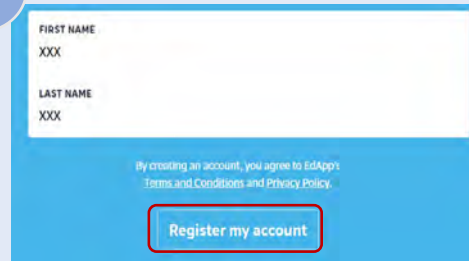 FIRST NAME
XXX
LAST NAME
XXX
By creating an account, you agree to EdApp's
Terms and Conditions and Privacy Policy.
Register my account